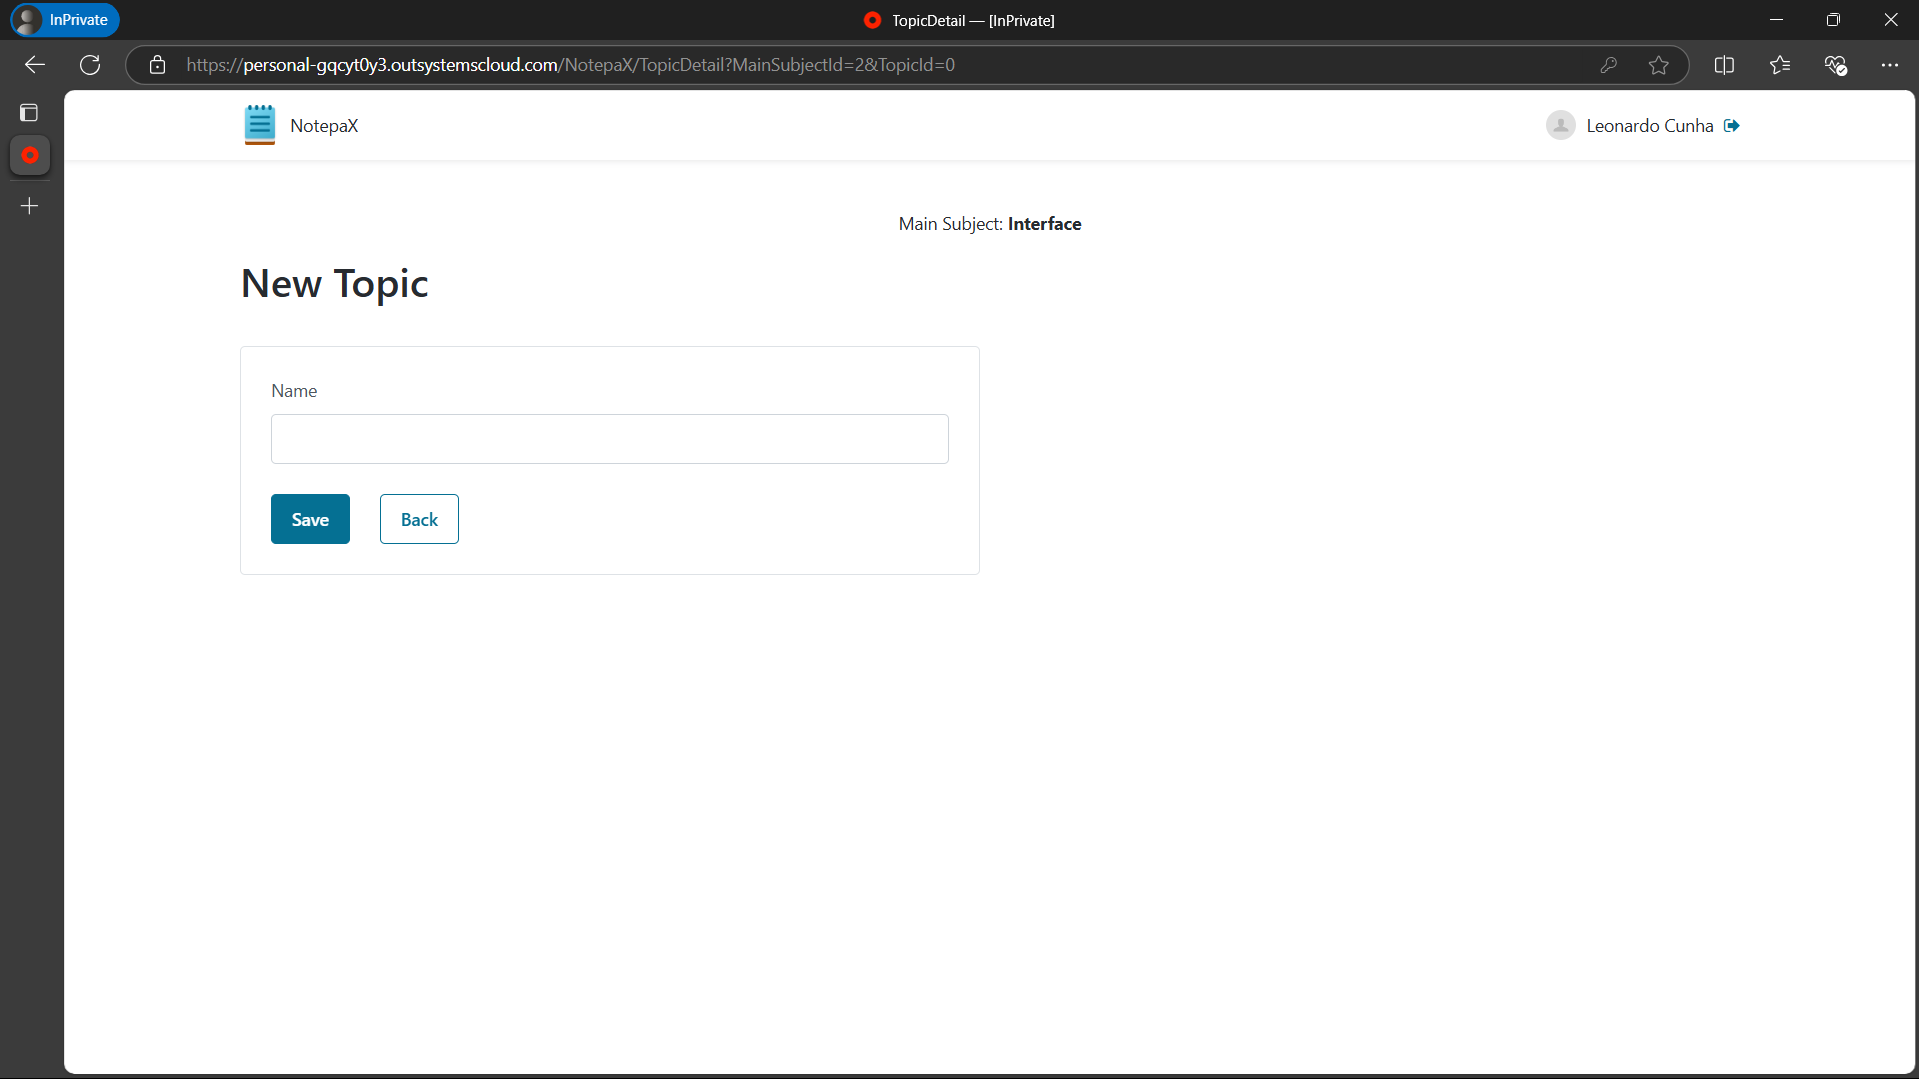 InPrivate
TopicDetail — [InPrivate]
https://personal-gqcyt0y3.outsystemscloud.com/NotepaX/TopicDetail?MainSubjectId=2&TopicId=0
NotepaX
Leonardo Cunha
Main Subject: Interface
New Topic
Name
Save
Back